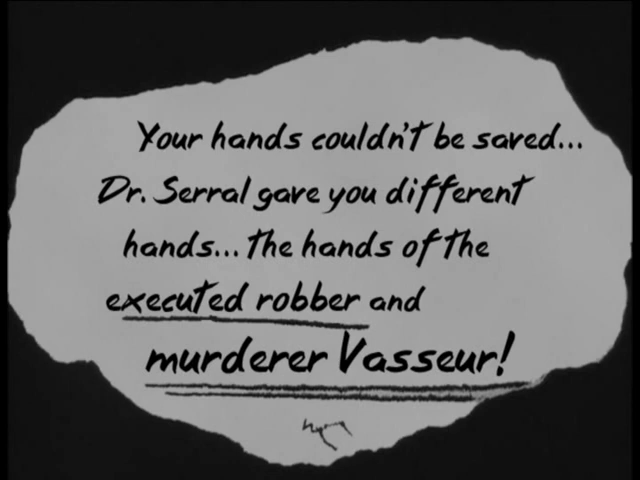 Your hands couldn't be saved...
Dr. Serral gave you different
hands... the hands of the
executed robber and
murderer Vasseur!